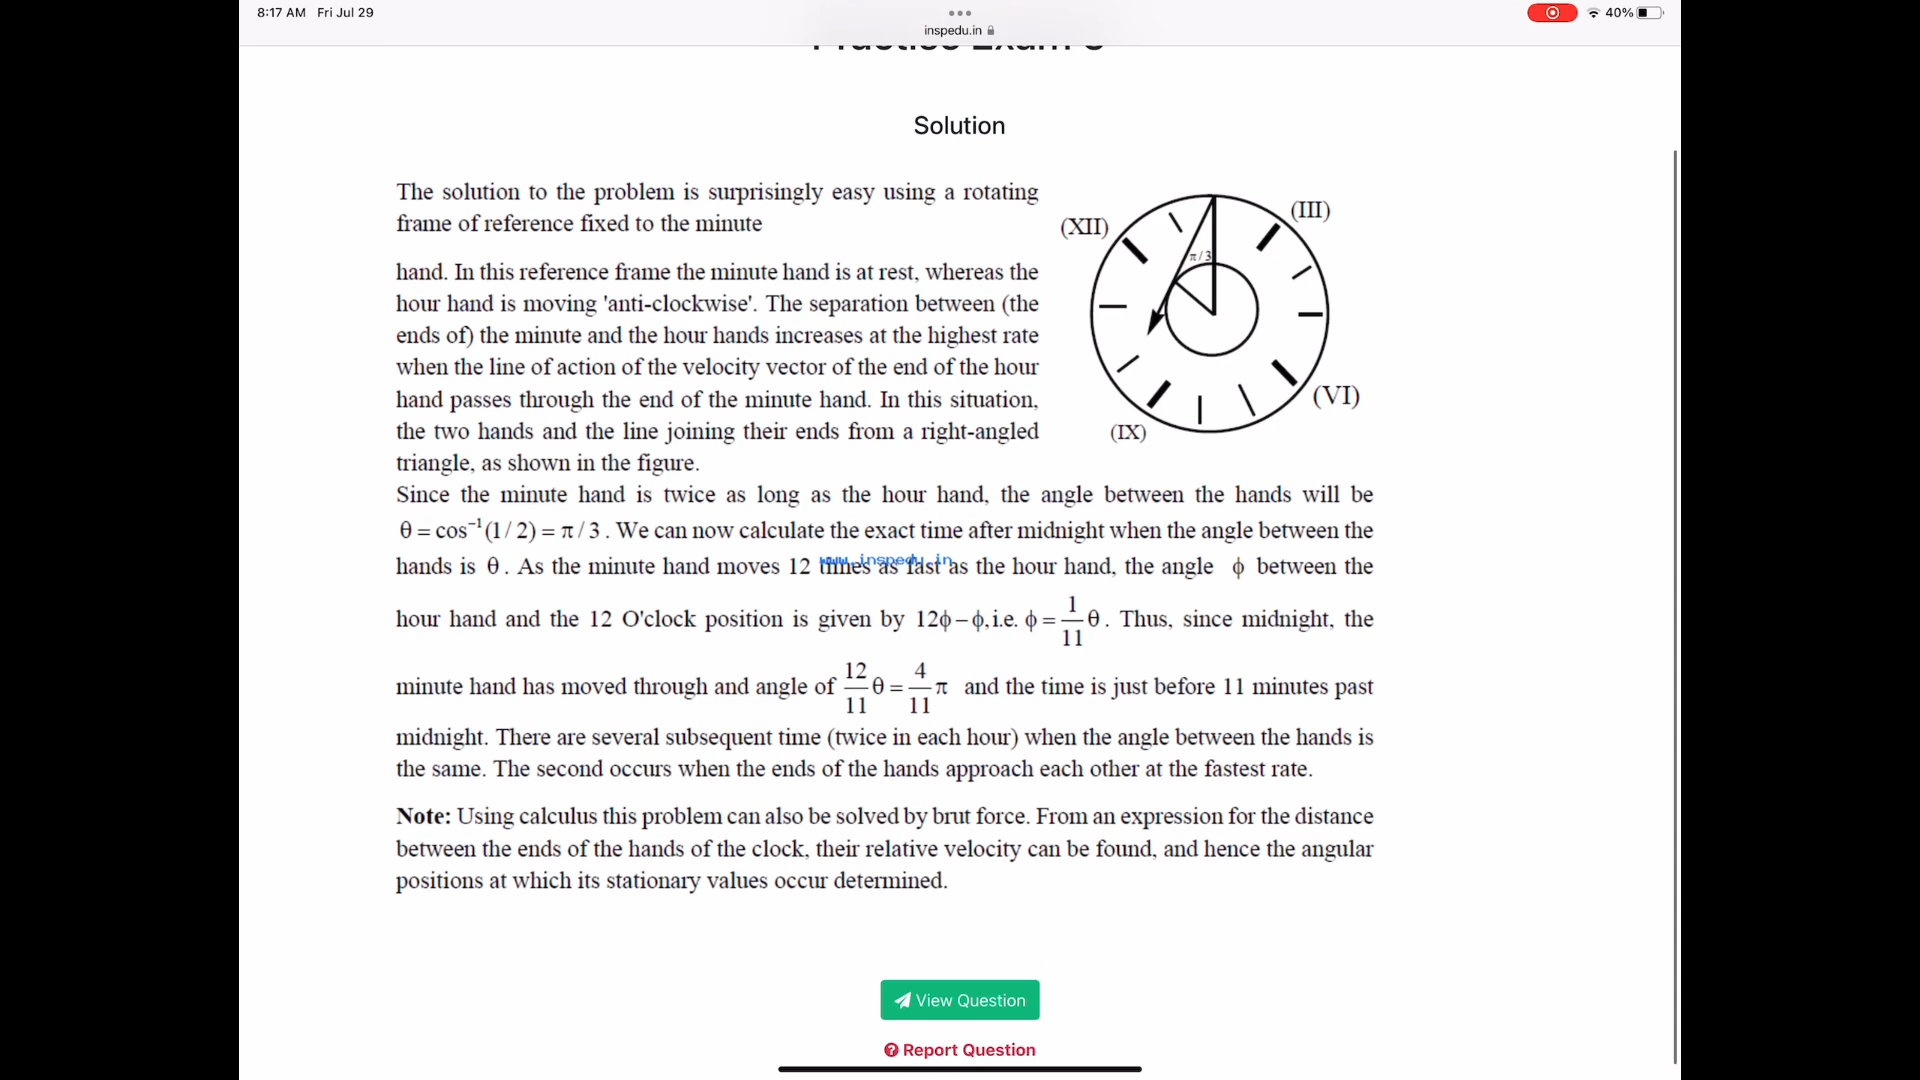 8:17 AM Fri Jul 29
40%
inspedu.in
Practise Exam
Solution
The solution to the problem is surprisingly easy using a rotating
frame of reference fixed to the minute
hand. In this reference frame the minute hand is at rest, whereas the
hour hand is moving 'anti-clockwise'. The separation between (the
ends of) the minute and the hour hands increases at the highest rate
when the line of action of the velocity vector of the end of the hour
hand passes through the end of the minute hand. In this situation,
the two hands and the line joining their ends from a right-angled
triangle, as shown in the figure.
(XII)
(III)
π/3
(VI)
(IX)
Since the minute hand is twice as long as the hour hand, the angle between the hands will be
θ = cos⁻¹(1/2) = π/3. We can now calculate the exact time after midnight when the angle between the
hands is θ. As the minute hand moves 12 times as fast as the hour hand, the angle ϕ between the
www.inspedu.in
hour hand and the 12 O'clock position is given by 12ϕ−ϕ, i.e. ϕ = 1/11 θ. Thus, since midnight, the
minute hand has moved through and angle of 12/11 θ = 4/11 π and the time is just before 11 minutes past
midnight. There are several subsequent time (twice in each hour) when the angle between the hands is
the same. The second occurs when the ends of the hands approach each other at the fastest rate.
Note: Using calculus this problem can also be solved by brut force. From an expression for the distance
between the ends of the hands of the clock, their relative velocity can be found, and hence the angular
positions at which its stationary values occur determined.
View Question
Report Question